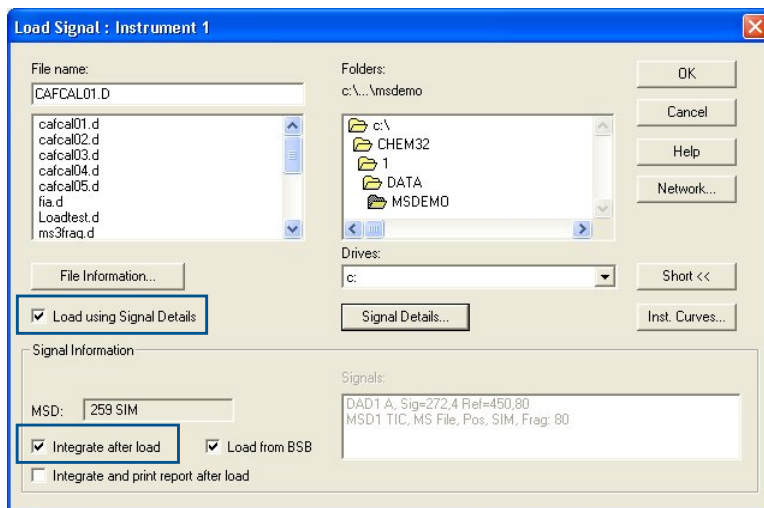 Load Signal : Instrument 1
File name:
CAFCAL01.D
cafcal01.d
cafcal02.d
cafcal03.d
cafcal04.d
cafcal05.d
fia.d
Loadtest.d
ms3frag.d
File Information...
Load using Signal Details
Folders:
c:\...\msdemo
c:\
CHEM32
1
DATA
MSDEMO
Drives:
c:
Signal Details...
OK
Cancel
Help
Network...
Short <<
Inst. Curves...
Signal Information
MSD: 259 SIM
Integrate after load
Load from BSB
Integrate and print report after load
Signals:
DAD1 A, Sig=272,4 Ref=450,80
MSD1 TIC, MS File, Pos, SIM, Frag: 80